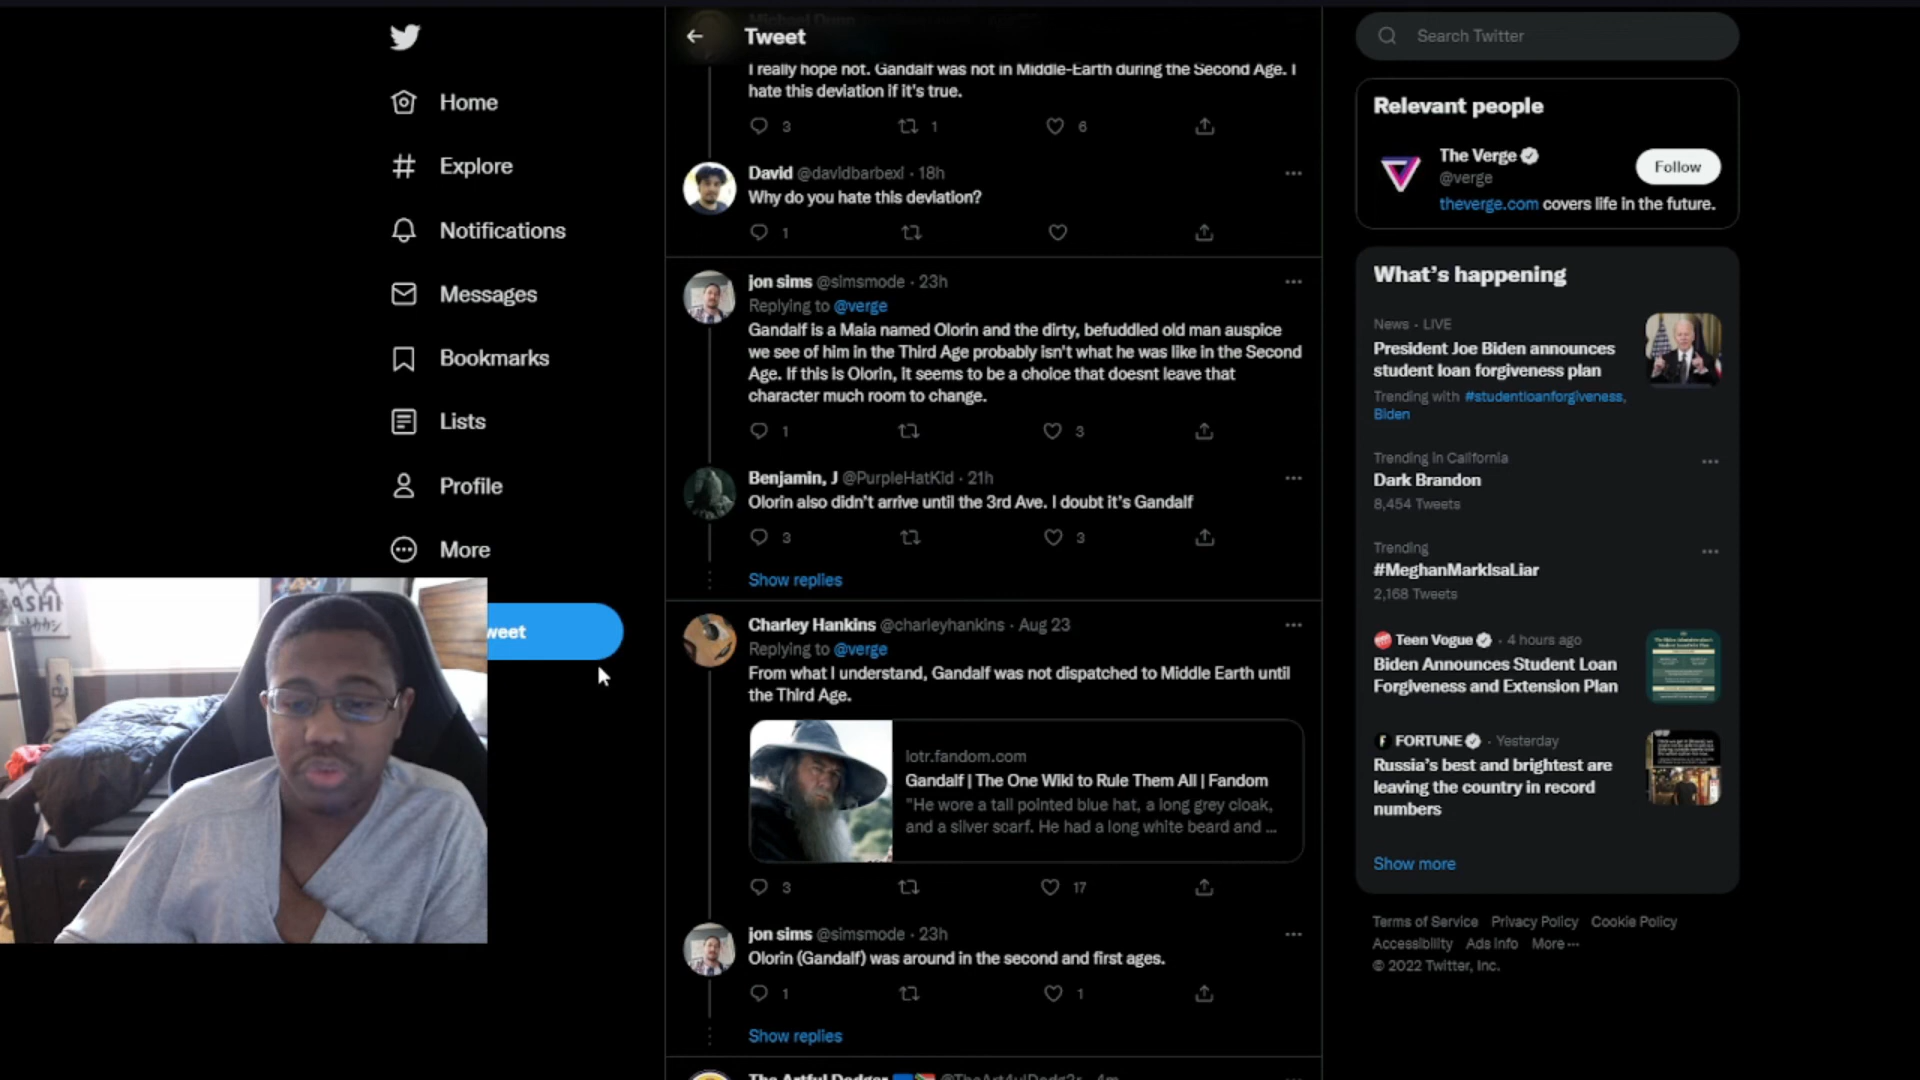 Tweet
I really hope not. Gandalf was not in Middle-Earth during the Second Age. I
hate this deviation if it's true.
3
1
6
David @davidbarbexl · 18h
Why do you hate this deviation?
1
jon sims @simsmode · 23h
Replying to @verge
Gandalf is a Maia named Olorin and the dirty, befuddled old man auspice
we see of him in the Third Age probably isn't what he was like in the Second
Age. If this is Olorin, it seems to be a choice that doesnt leave that
character much room to change.
1
3
Benjamin, J @PurpleHatKid · 21h
Olorin also didn't arrive until the 3rd Ave. I doubt it's Gandalf
3
3
Show replies
Charley Hankins @charleyhankins · Aug 23
Replying to @verge
From what I understand, Gandalf was not dispatched to Middle Earth until
the Third Age.
lotr.fandom.com
Gandalf | The One Wiki to Rule Them All | Fandom
"He wore a tall pointed blue hat, a long grey cloak,
and a silver scarf. He had a long white beard and ...
3
17
jon sims @simsmode · 23h
Olorin (Gandalf) was around in the second and first ages.
1
1
Show replies
Home
Explore
Notifications
Messages
Bookmarks
Lists
Profile
More
weet
ASHI
Search Twitter
Relevant people
The Verge
@verge
Follow
theverge.com covers life in the future.
What's happening
News · LIVE
President Joe Biden announces
student loan forgiveness plan
Trending with #studentloanforgiveness,
Biden
Trending in California
Dark Brandon
8,454 Tweets
Trending
#MeghanMarkIsaLiar
2,168 Tweets
Teen Vogue · 4 hours ago
Biden Announces Student Loan
Forgiveness and Extension Plan
FORTUNE · Yesterday
Russia's best and brightest are
leaving the country in record
numbers
Show more
Terms of Service Privacy Policy Cookie Policy
Accessibility Ads Info More
© 2022 Twitter, Inc.